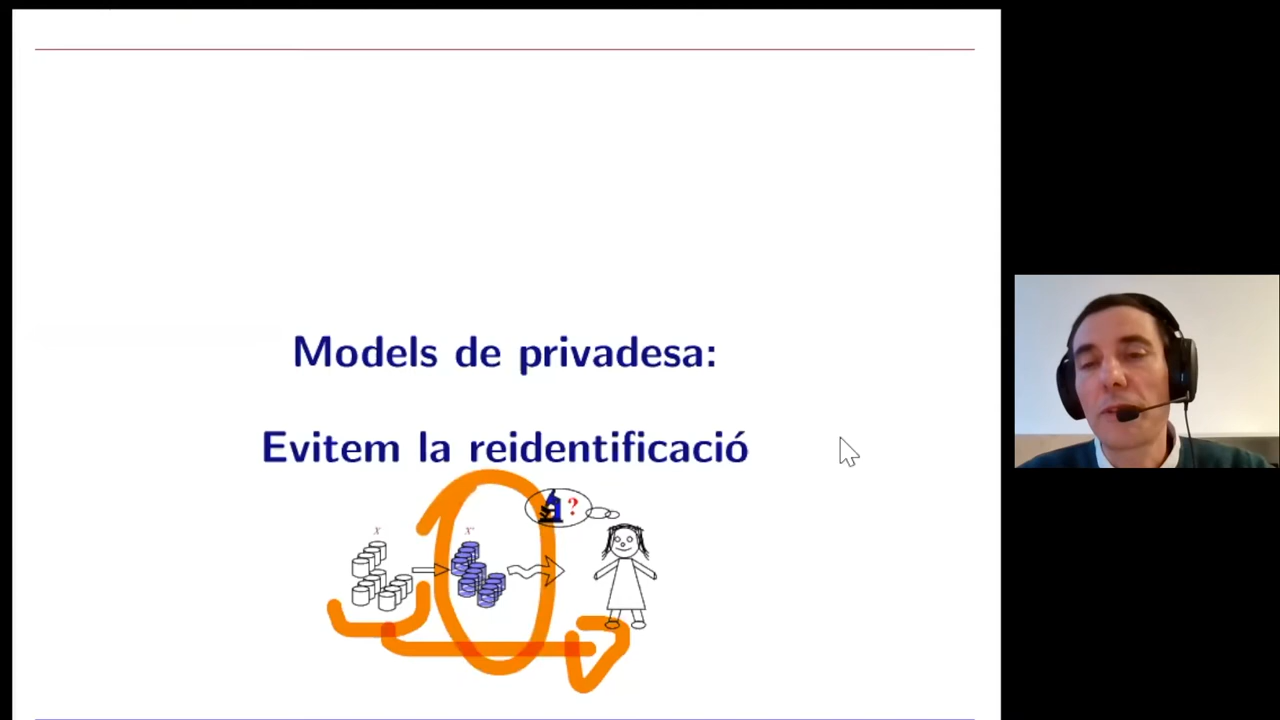 Models de privadesa:
Evitem la reidentificació
?
X
X'